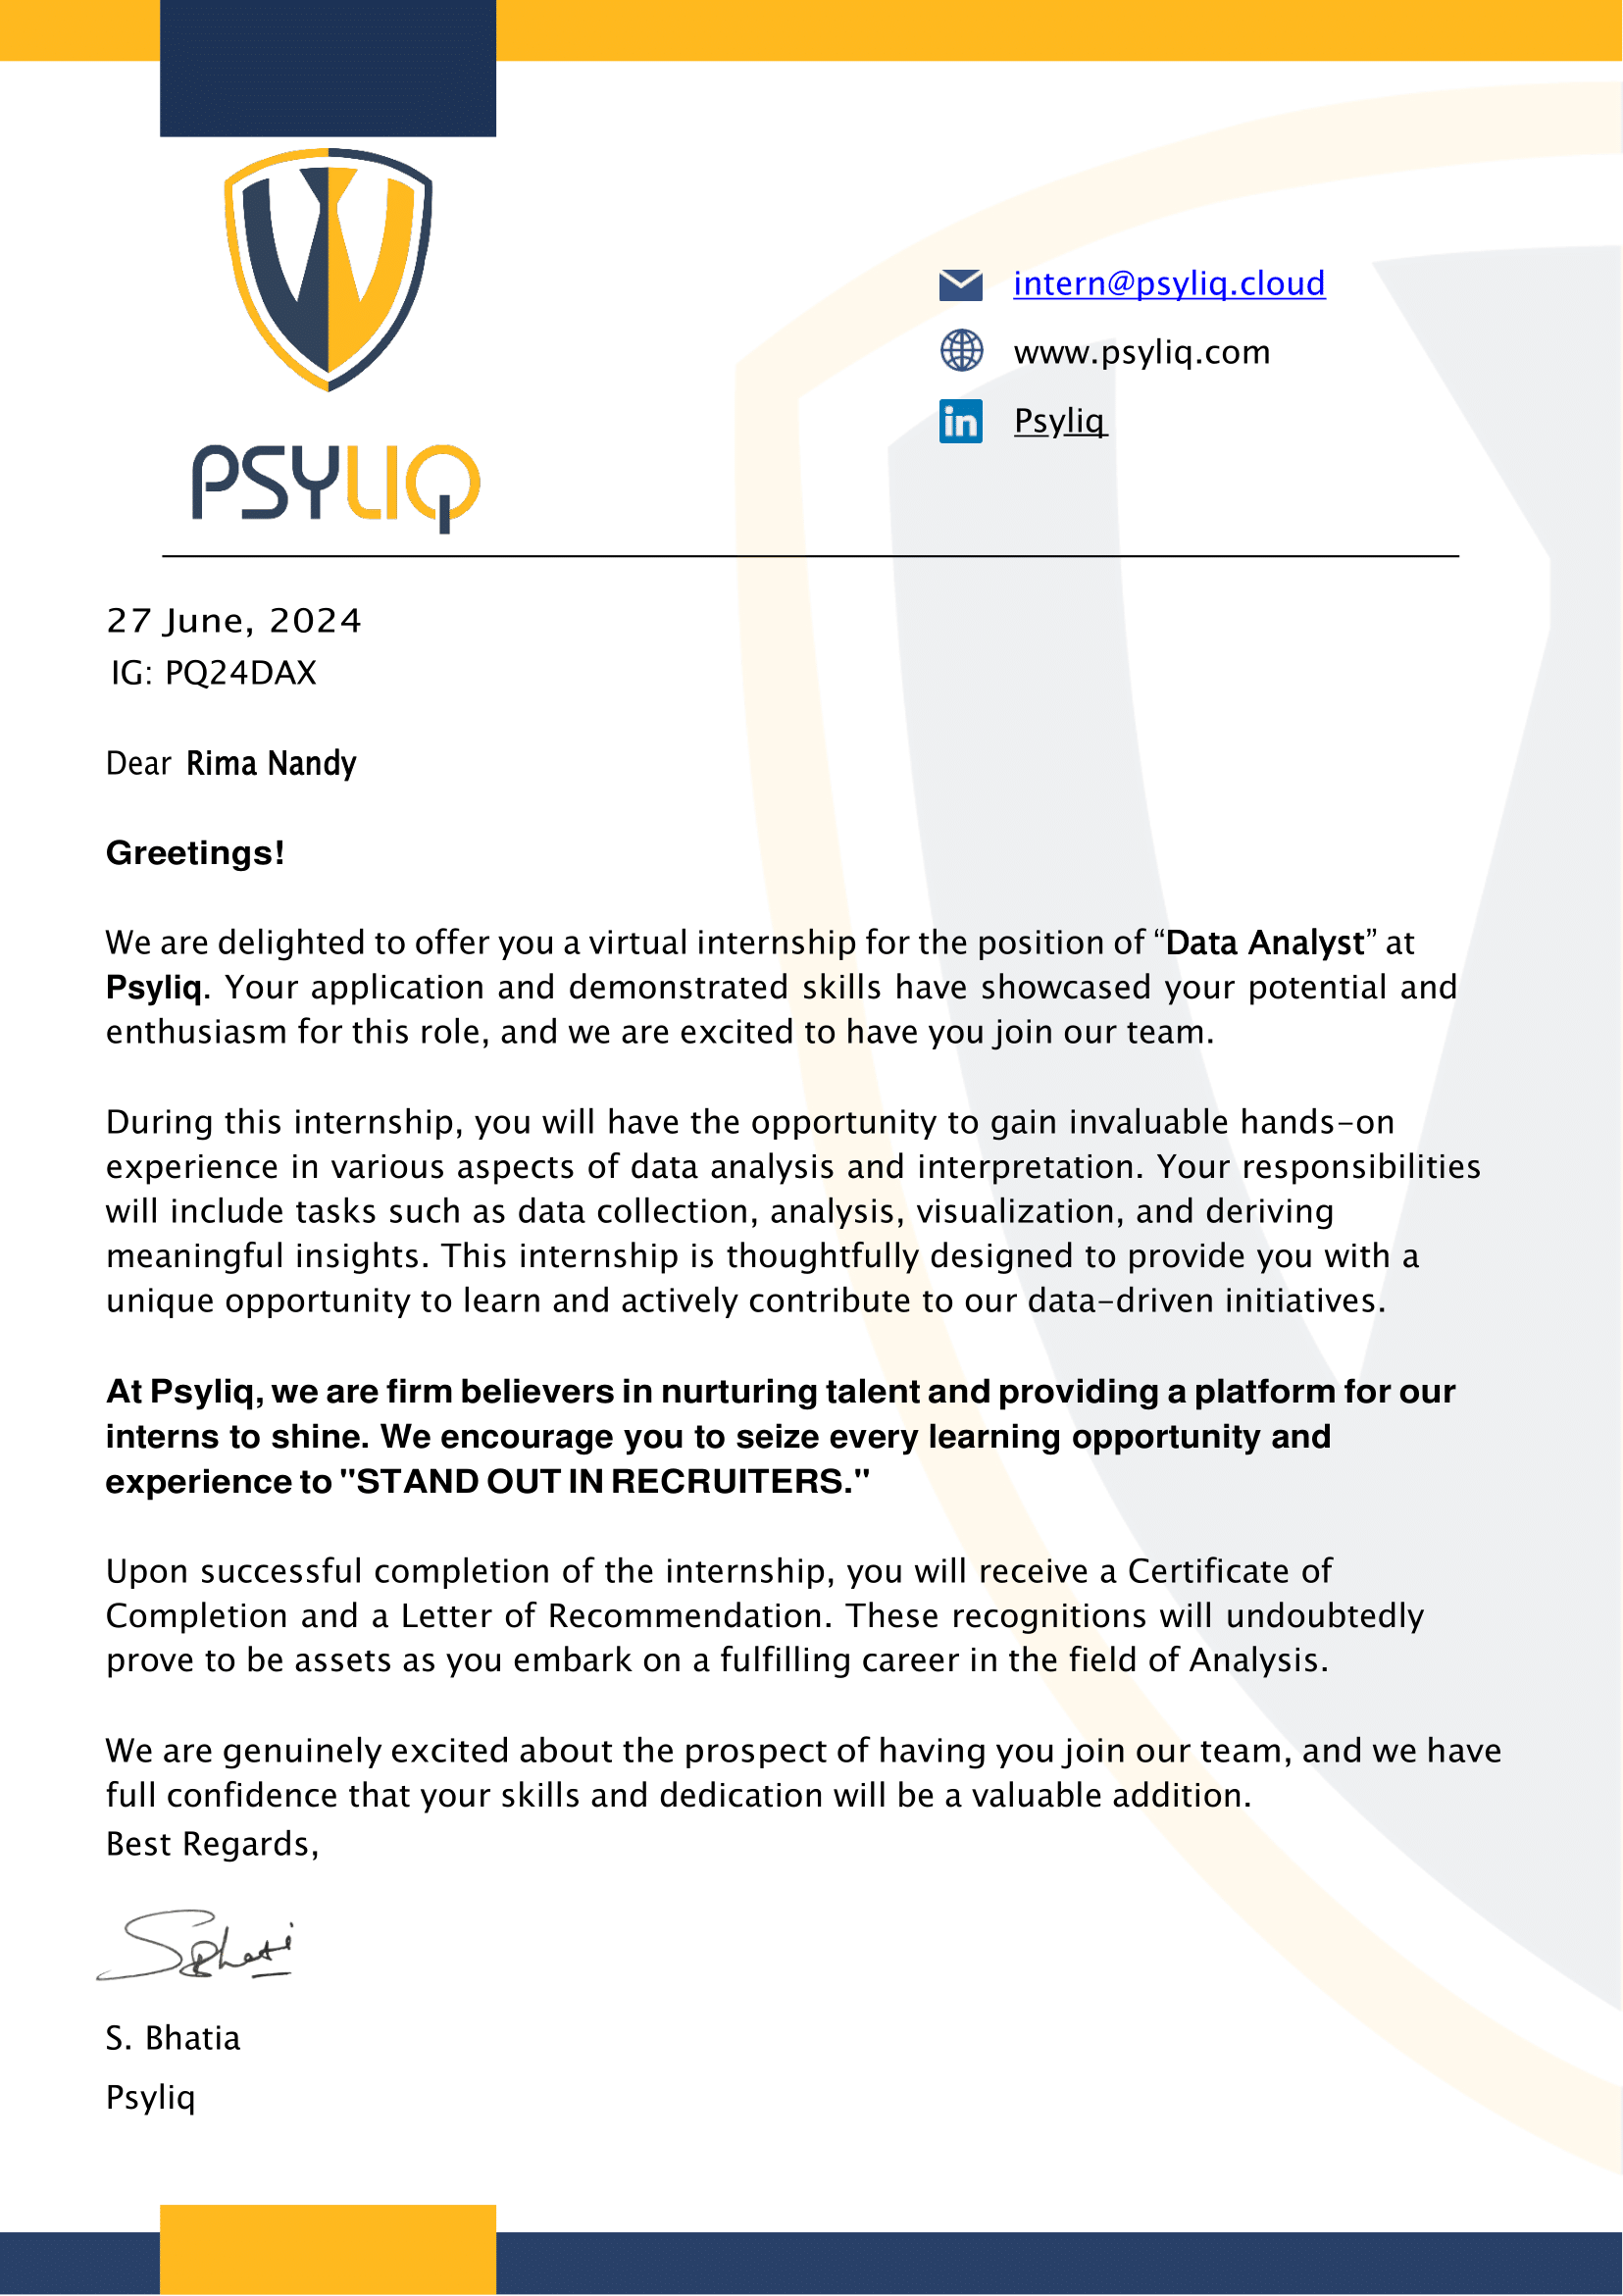 intern@psyliq.cloud
www.psyliq.com
in Psyliq
PSYLIQ
27 June, 2024
IG: PQ24DAX
Dear Rima Nandy
Greetings!
We are delighted to offer you a virtual internship for the position of “Data Analyst” at
Psyliq. Your application and demonstrated skills have showcased your potential and
enthusiasm for this role, and we are excited to have you join our team.
During this internship, you will have the opportunity to gain invaluable hands-on
experience in various aspects of data analysis and interpretation. Your responsibilities
will include tasks such as data collection, analysis, visualization, and deriving
meaningful insights. This internship is thoughtfully designed to provide you with a
unique opportunity to learn and actively contribute to our data-driven initiatives.
At Psyliq, we are firm believers in nurturing talent and providing a platform for our
interns to shine. We encourage you to seize every learning opportunity and
experience to "STAND OUT IN RECRUITERS."
Upon successful completion of the internship, you will receive a Certificate of
Completion and a Letter of Recommendation. These recognitions will undoubtedly
prove to be assets as you embark on a fulfilling career in the field of Analysis.
We are genuinely excited about the prospect of having you join our team, and we have
full confidence that your skills and dedication will be a valuable addition.
Best Regards,
S. Bhatia
Psyliq